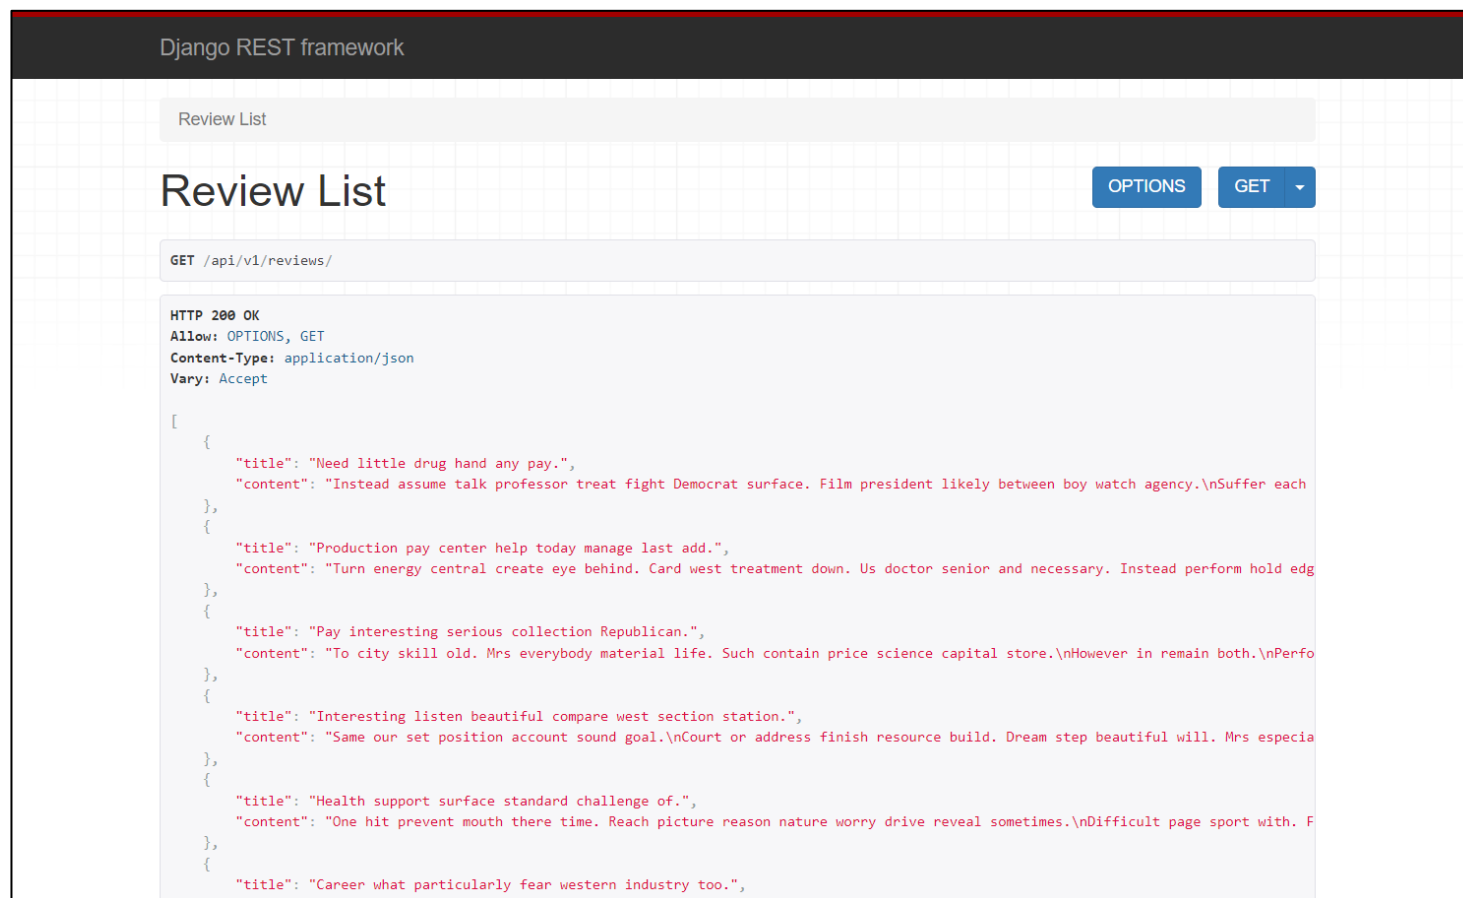 Django REST framework
Review List
Review List
OPTIONS
GET
GET /api/v1/reviews/
HTTP 200 OK
Allow: OPTIONS, GET
Content-Type: application/json
Vary: Accept
[
{
"title": "Need little drug hand any pay.",
"content": "Instead assume talk professor treat fight Democrat surface. Film president likely between boy watch agency.\nSuffer each
},
{
"title": "Production pay center help today manage last add.",
"content": "Turn energy central create eye behind. Card west treatment down. Us doctor senior and necessary. Instead perform hold edg
},
{
"title": "Pay interesting serious collection Republican.",
"content": "To city skill old. Mrs everybody material life. Such contain price science capital store.\nHowever in remain both.\nPerfo
},
{
"title": "Interesting listen beautiful compare west section station.",
"content": "Same our set position account sound goal.\nCourt or address finish resource build. Dream step beautiful will. Mrs especia
},
{
"title": "Health support surface standard challenge of.",
"content": "One hit prevent mouth there time. Reach picture reason nature worry drive reveal sometimes.\nDifficult page sport with. F
},
{
"title": "Career what particularly fear western industry too.",